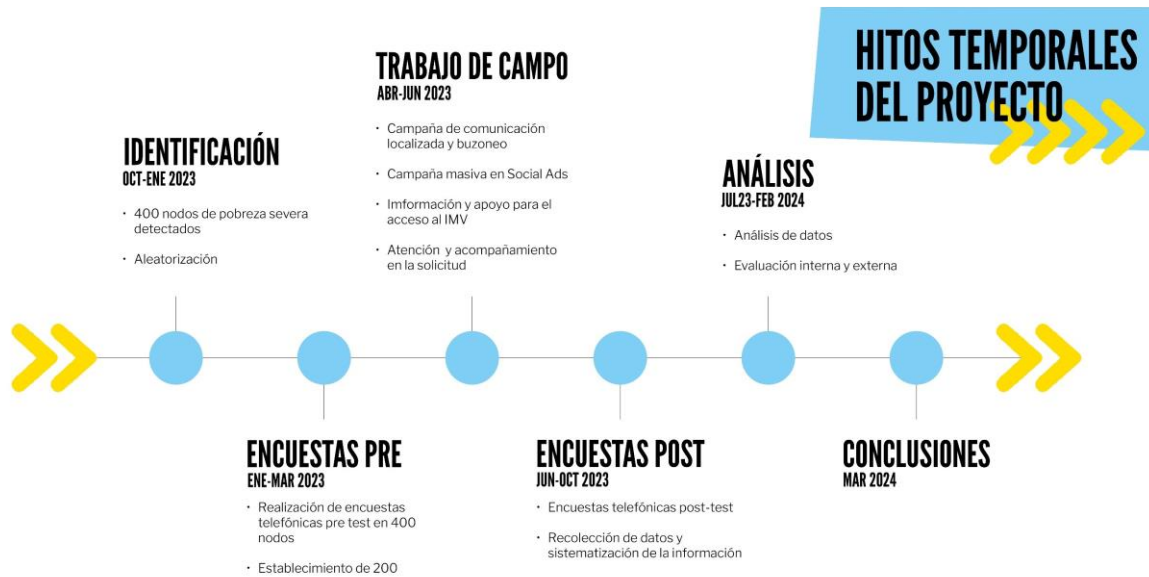 HITOS TEMPORALES
DEL PROYECTO
IDENTIFICACIÓN
OCT-ENE 2023
• 400 nodos de pobreza severa
detectados
• Aleatorización
ENCUESTAS PRE
ENE-MAR 2023
• Realización de encuestas
telefónicas pre test en 400
nodos
• Establecimiento de 200
TRABAJO DE CAMPO
ABR-JUN 2023
• Campaña de comunicación
localizada y buzoneo
• Campaña masiva en Social Ads
• Imformación y apoyo para el
acceso al IMV
• Atención y acompañamiento
en la solicitud
ENCUESTAS POST
JUN-OCT 2023
• Encuestas telefónicas post-test
• Recolección de datos y
sistematización de la información
ANÁLISIS
JUL23-FEB 2024
• Análisis de datos
• Evaluación interna y externa
CONCLUSIONES
MAR 2024